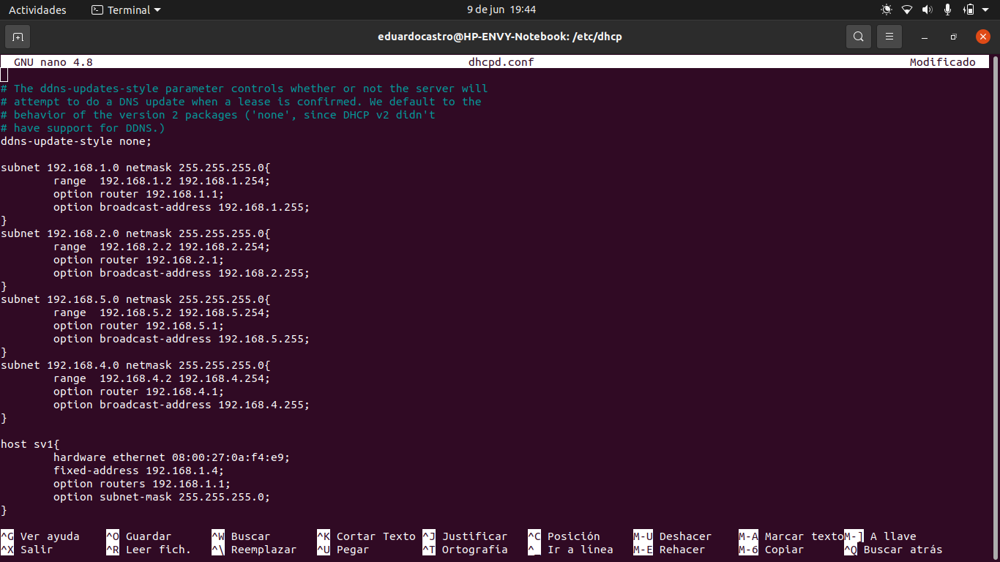 Actividades Terminal 9 de jun 19:44
eduardocastro@HP-ENVY-Notebook: /etc/dhcp
GNU nano 4.8 dhcpd.conf Modificado
# The ddns-updates-style parameter controls whether or not the server will
# attempt to do a DNS update when a lease is confirmed. We default to the
# behavior of the version 2 packages ('none', since DHCP v2 didn't
# have support for DDNS.)
ddns-update-style none;
subnet 192.168.1.0 netmask 255.255.255.0{
range  192.168.1.2 192.168.1.254;
option router 192.168.1.1;
option broadcast-address 192.168.1.255;
}
subnet 192.168.2.0 netmask 255.255.255.0{
range  192.168.2.2 192.168.2.254;
option router 192.168.2.1;
option broadcast-address 192.168.2.255;
}
subnet 192.168.5.0 netmask 255.255.255.0{
range  192.168.5.2 192.168.5.254;
option router 192.168.5.1;
option broadcast-address 192.168.5.255;
}
subnet 192.168.4.0 netmask 255.255.255.0{
range  192.168.4.2 192.168.4.254;
option router 192.168.4.1;
option broadcast-address 192.168.4.255;
}
host sv1{
hardware ethernet 08:00:27:0a:f4:e9;
fixed-address 192.168.1.4;
option routers 192.168.1.1;
option subnet-mask 255.255.255.0;
}
^G Ver ayuda ^O Guardar ^W Buscar ^K Cortar Texto ^J Justificar ^C Posición M-U Deshacer M-A Marcar texto M-] A llave
^X Salir ^R Leer fich. ^\ Reemplazar ^U Pegar ^T Ortografía ^_ Ir a línea M-E Rehacer M-6 Copiar ^Q Buscar atrás